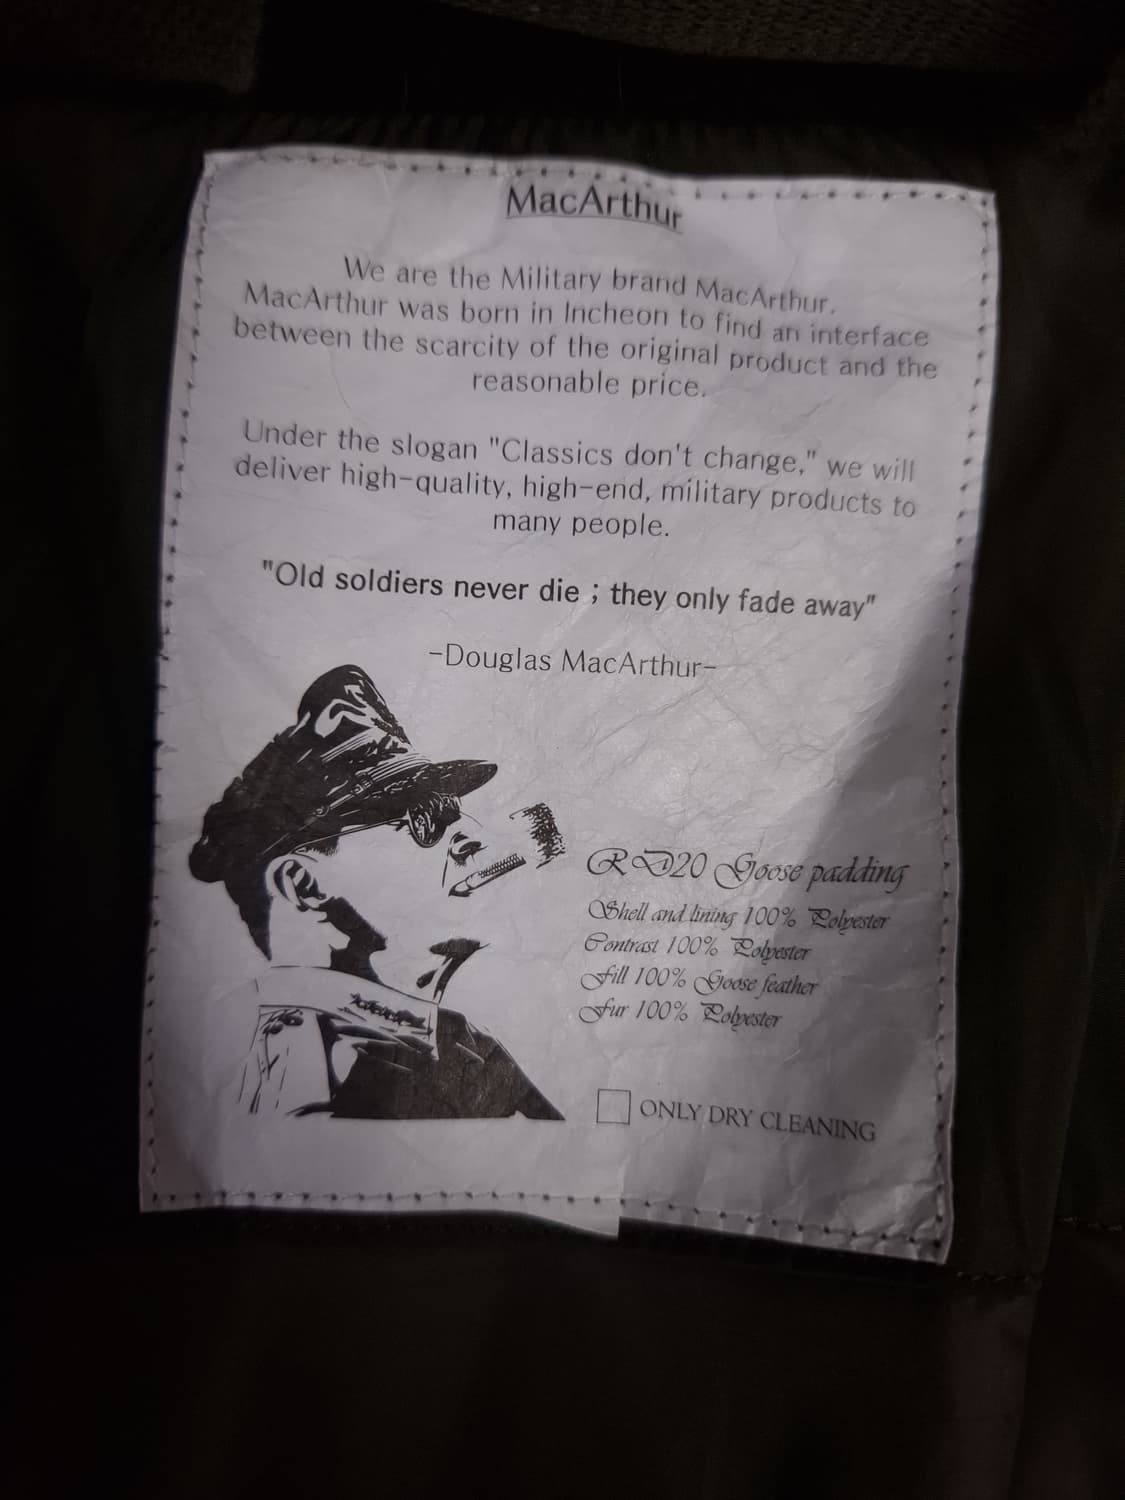 MacArthur
We are the Military brand MacArthur.
MacArthur was born in Incheon to find an interface
between the scarcity of the original product and the
reasonable price.
Under the slogan "Classics don't change," we will
deliver high-quality, high-end, military products to
many people.
"Old soldiers never die ; they only fade away"
-Douglas MacArthur-
RD20 Goose padding
Shell and lining 100% Polyester
Contrast 100% Polyester
Fill 100% Goose feather
Fur 100% Polyester
ONLY DRY CLEANING